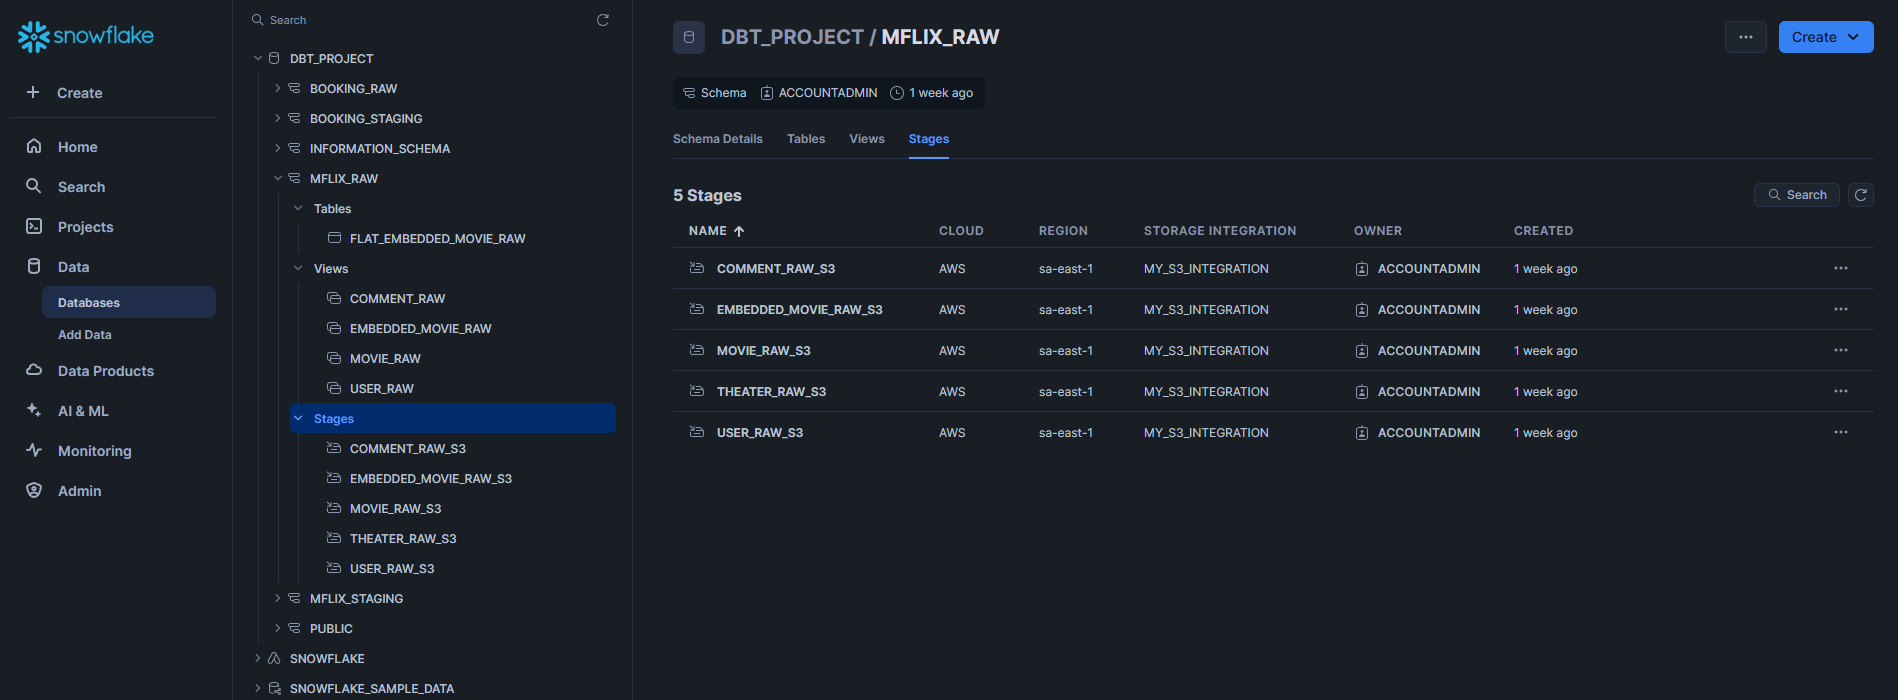 snowflake
Create
Home
Search
Projects
Data
Databases
Add Data
Data Products
AI & ML
Monitoring
Admin
Search
DBT_PROJECT
BOOKING_RAW
BOOKING_STAGING
INFORMATION_SCHEMA
MFLIX_RAW
Tables
FLAT_EMBEDDED_MOVIE_RAW
Views
COMMENT_RAW
EMBEDDED_MOVIE_RAW
MOVIE_RAW
USER_RAW
Stages
COMMENT_RAW_S3
EMBEDDED_MOVIE_RAW_S3
MOVIE_RAW_S3
THEATER_RAW_S3
USER_RAW_S3
MFLIX_STAGING
PUBLIC
SNOWFLAKE
SNOWFLAKE_SAMPLE_DATA
DBT_PROJECT / MFLIX_RAW
... Create
Schema ACCOUNTADMIN 1 week ago
Schema Details Tables Views Stages
5 Stages
Search
NAME CLOUD REGION STORAGE INTEGRATION OWNER CREATED
COMMENT_RAW_S3 AWS sa-east-1 MY_S3_INTEGRATION ACCOUNTADMIN 1 week ago ...
EMBEDDED_MOVIE_RAW_S3 AWS sa-east-1 MY_S3_INTEGRATION ACCOUNTADMIN 1 week ago ...
MOVIE_RAW_S3 AWS sa-east-1 MY_S3_INTEGRATION ACCOUNTADMIN 1 week ago ...
THEATER_RAW_S3 AWS sa-east-1 MY_S3_INTEGRATION ACCOUNTADMIN 1 week ago ...
USER_RAW_S3 AWS sa-east-1 MY_S3_INTEGRATION ACCOUNTADMIN 1 week ago ...